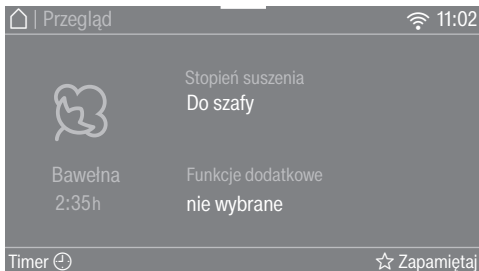 | Przegląd 11:02
Stopień suszenia
Do szafy
Bawełna
2:35h
Funkcje dodatkowe
nie wybrane
Timer
Zapamiętaj